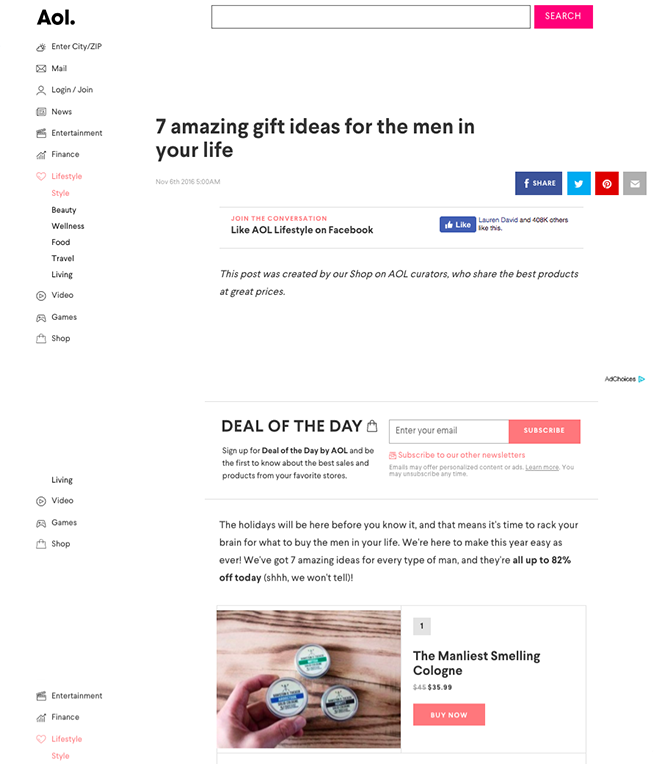 Aol.
SEARCH
Enter City/ZIP
Mail
Login / Join
News
Entertainment
Finance
Lifestyle
Style
Beauty
Wellness
Food
Travel
Living
Video
Games
Shop
7 amazing gift ideas for the men in
your life
Nov 6th 2016 5:00AM
f SHARE
JOIN THE CONVERSATION
Like AOL Lifestyle on Facebook
Like
Lauren David and 408K others
like this.
This post was created by our Shop on AOL curators, who share the best products
at great prices.
AdChoices
DEAL OF THE DAY
Sign up for Deal of the Day by AOL and be
the first to know about the best sales and
products from your favorite stores.
Enter your email
SUBSCRIBE
Subscribe to our other newsletters
Emails may offer personalized content or ads. Learn more. You
may unsubscribe any time.
Living
Video
Games
Shop
The holidays will be here before you know it, and that means it's time to rack your
brain for what to buy the men in your life. We're here to make this year easy as
ever! We've got 7 amazing ideas for every type of man, and they're all up to 82%
off today (shhh, we won't tell)!
1
The Manliest Smelling
Cologne
$45 $35.99
BUY NOW
Entertainment
Finance
Lifestyle
Style